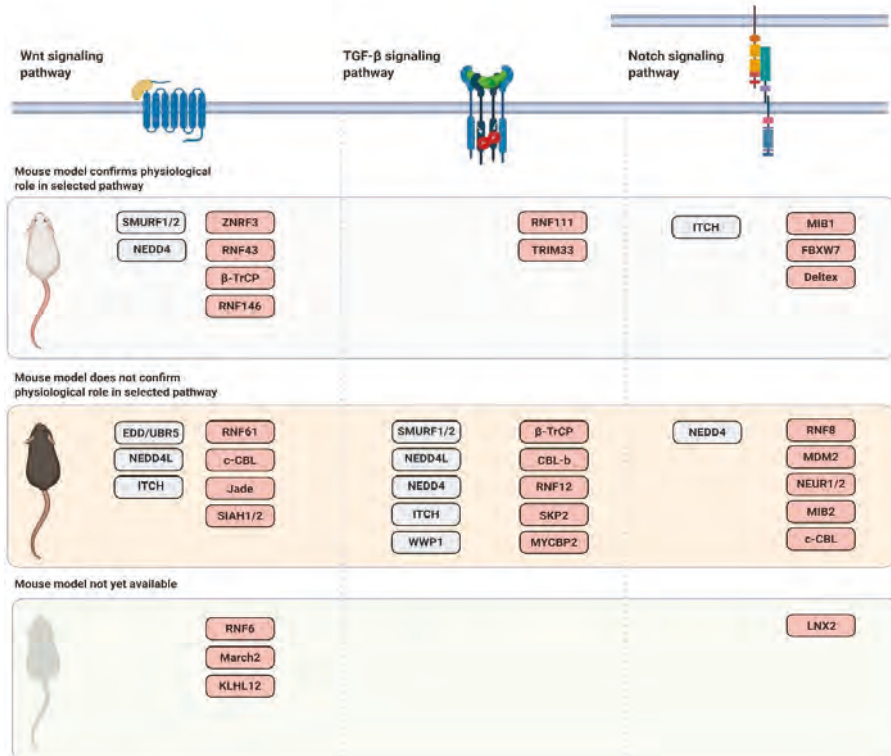 Wnt signaling
pathway
TGF-β signaling
pathway
Notch signaling
pathway
Mouse model confirms physiological
role in selected pathway
SMURF1/2
NEDD4
ZNRF3
RNF43
β-TrCP
RNF146
RNF111
TRIM33
ITCH
MIB1
FBXW7
Deltex
Mouse model does not confirm
physiological role in selected pathway
EDD/UBR5
NEDD4L
ITCH
RNF61
c-CBL
Jade
SIAH1/2
SMURF1/2
NEDD4L
NEDD4
ITCH
WWP1
β-TrCP
CBL-b
RNF12
SKP2
MYCBP2
NEDD4
RNF8
MDM2
NEUR1/2
MIB2
c-CBL
Mouse model not yet available
RNF6
March2
KLHL12
LNX2